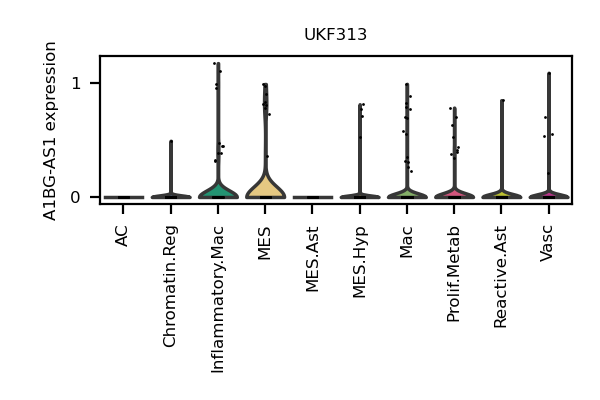 UKF313
A1BG-AS1 expression
1
0
AC
Chromatin.Reg
Inflammatory.Mac
MES
MES.Ast
MES.Hyp
Mac
Prolif.Metab
Reactive.Ast
Vasc